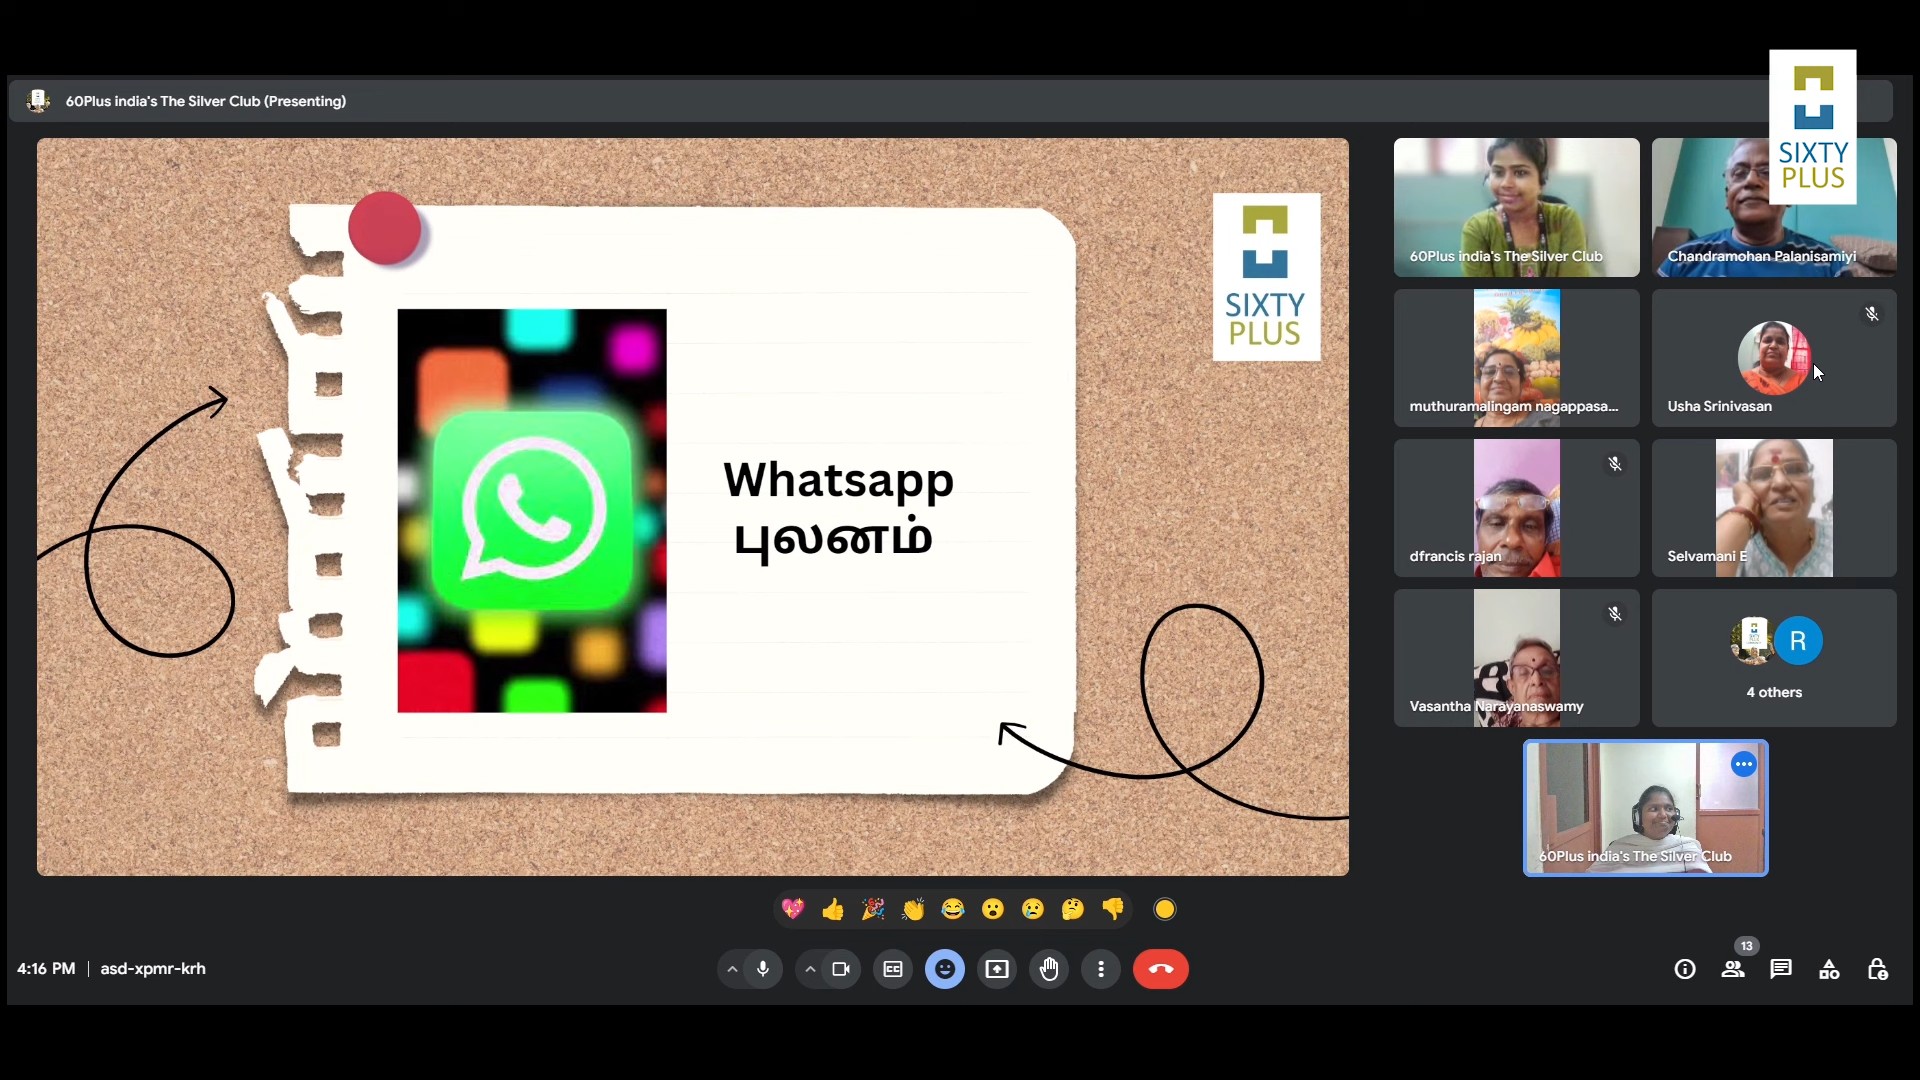 60Plus india's The Silver Club (Presenting)
SIXTY
PLUS
SIXTY
PLUS
Whatsapp
புலனம்
60Plus india's The Silver Club
Chandramohan Palanisamiyi
muthuramalingam nagappasa...
Usha Srinivasan
dfrancis rajan
Selvamani E
Vasantha Narayanaswamy
R
4 others
60Plus india's The Silver Club
4:16 PM | asd-xpmr-krh
CC
13